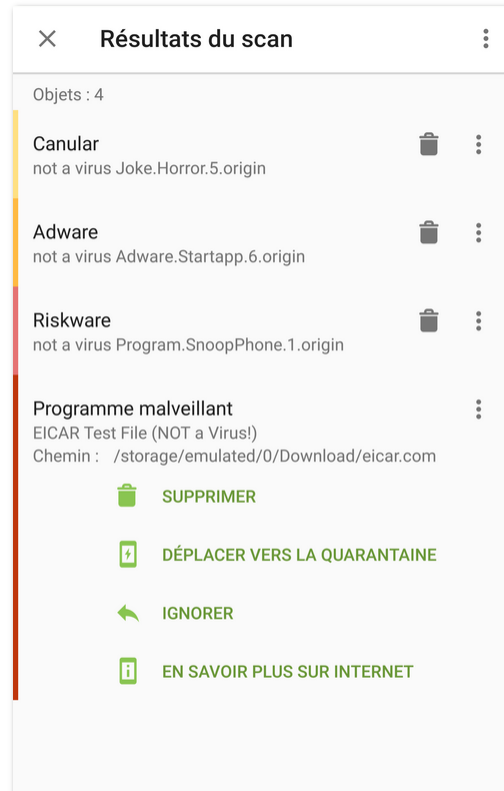 Résultats du scan
Objets : 4
Canular
not a virus Joke.Horror.5.origin
Adware
not a virus Adware.Startapp.6.origin
Riskware
not a virus Program.SnoopPhone.1.origin
Programme malveillant
EICAR Test File (NOT a Virus!)
Chemin : /storage/emulated/0/Download/eicar.com
SUPPRIMER
DÉPLACER VERS LA QUARANTAINE
IGNORER
EN SAVOIR PLUS SUR INTERNET